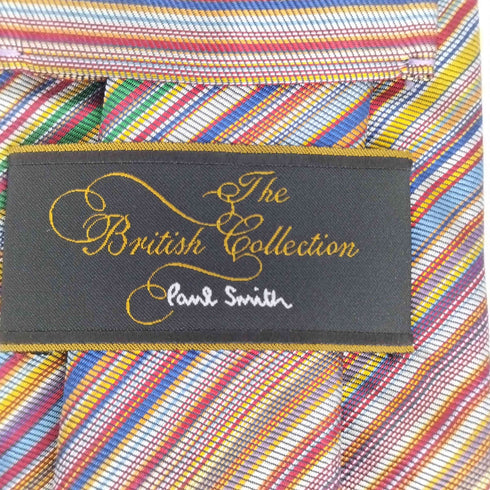 The
British Collection
Paul Smith